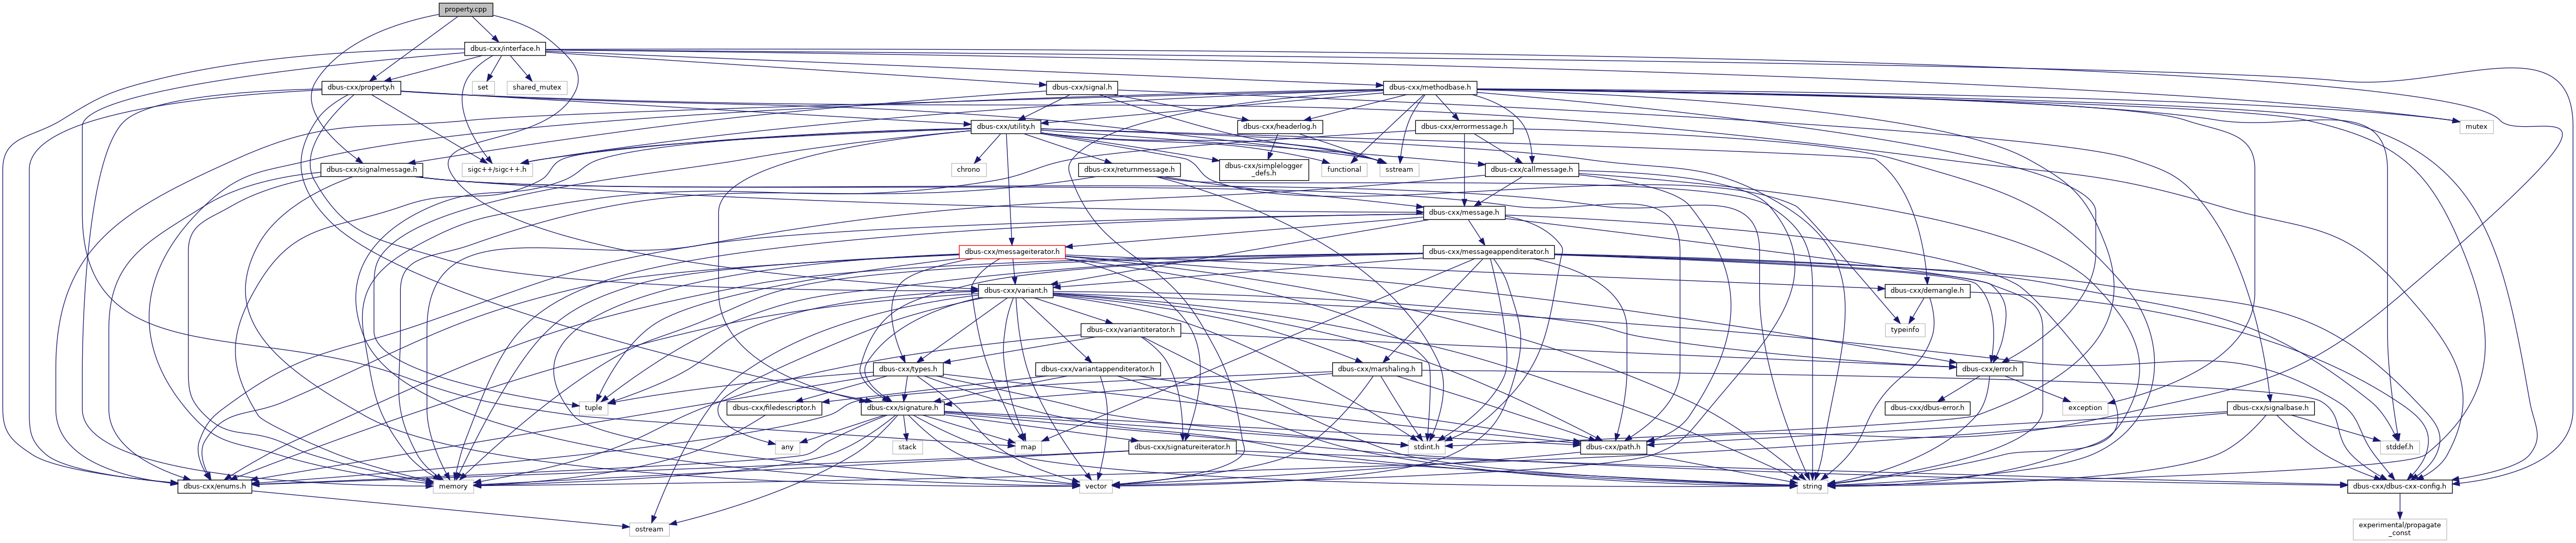 property.cpp
dbus-cxx/interface.h
dbus-cxx/property.h
set
shared_mutex
dbus-cxx/signal.h
dbus-cxx/methodbase.h
dbus-cxx/utility.h
dbus-cxx/headerlog.h
dbus-cxx/errormessage.h
mutex
dbus-cxx/signalmessage.h
sigc++/sigc++.h
chrono
dbus-cxx/returnmessage.h
dbus-cxx/simplelogger
_defs.h
functional
sstream
dbus-cxx/callmessage.h
dbus-cxx/message.h
dbus-cxx/messageiterator.h
dbus-cxx/messageappenditerator.h
dbus-cxx/variant.h
dbus-cxx/demangle.h
dbus-cxx/variantiterator.h
typeinfo
dbus-cxx/types.h
dbus-cxx/variantappenditerator.h
dbus-cxx/marshaling.h
dbus-cxx/error.h
tuple
dbus-cxx/filedescriptor.h
dbus-cxx/signature.h
dbus-cxx/dbus-error.h
exception
dbus-cxx/signalbase.h
any
stack
map
dbus-cxx/signatureiterator.h
stdint.h
dbus-cxx/path.h
stddef.h
dbus-cxx/enums.h
memory
vector
string
dbus-cxx/dbus-cxx-config.h
ostream
experimental/propagate
_const